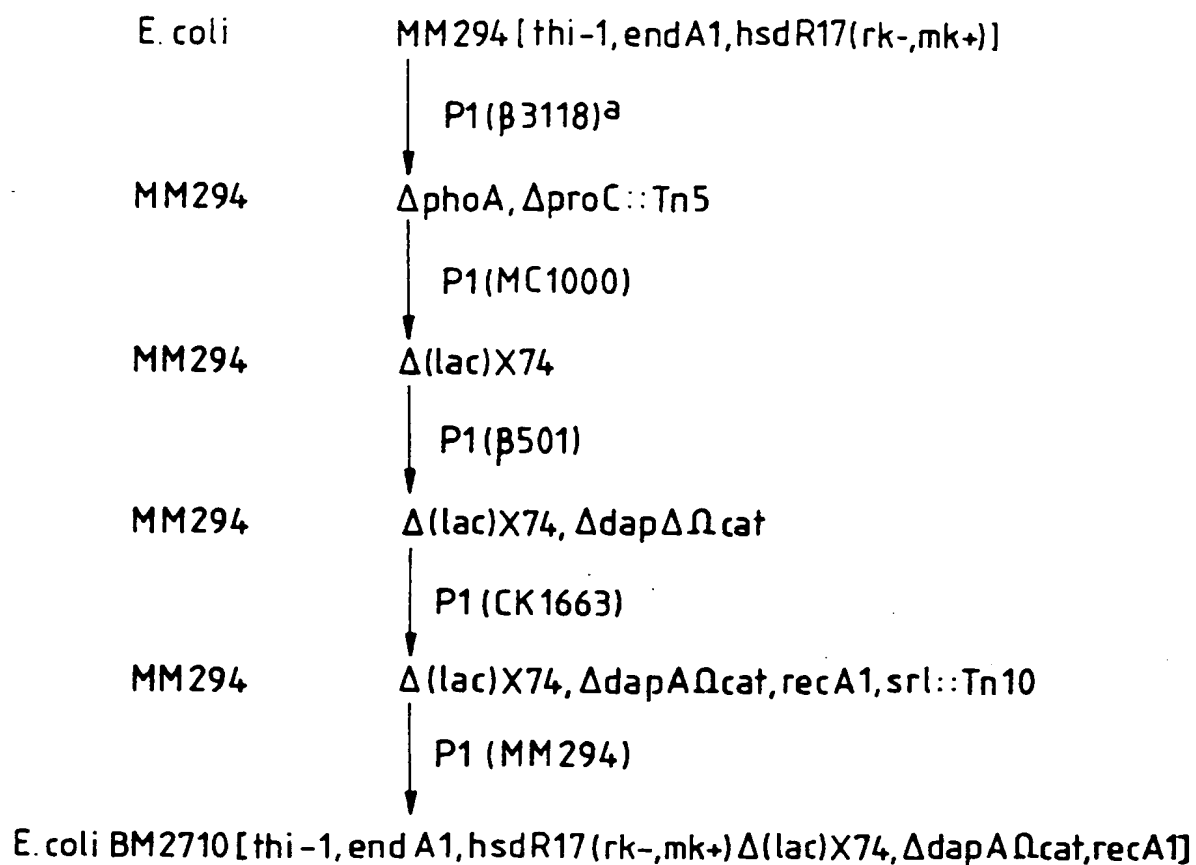 E. coli MM294 [thi-1, endA1, hsdR17(rk-,mk+)]
P1(β3118)a
MM294 ΔphoA, ΔproC::Tn5
P1(MC1000)
MM294 Δ(lac)X74
P1(β501)
MM294 Δ(lac)X74, ΔdapΔΩcat
P1(CK1663)
MM294 Δ(lac)X74, ΔdapAΩcat, recA1, srl::Tn10
P1 (MM294)
E. coli BM2710 [thi-1, end A1, hsdR17(rk-,mk+) Δ(lac)X74, ΔdapAΩcat, recA1]